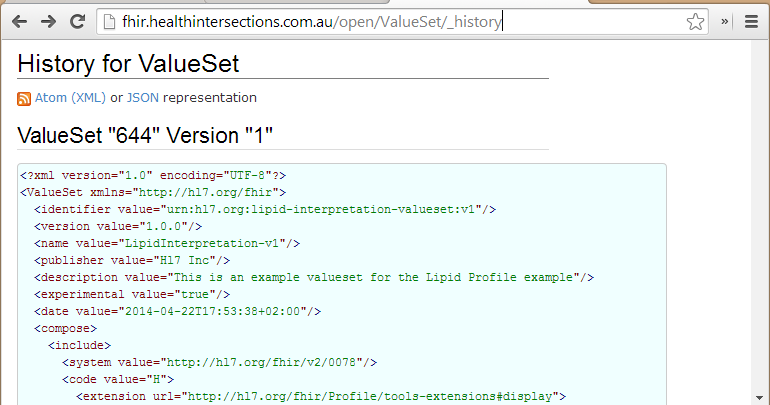 fhir.healthintersections.com.au/open/ValueSet/_history
History for ValueSet
Atom (XML) or JSON representation
ValueSet "644" Version "1"
<?xml version="1.0" encoding="UTF-8"?>
<ValueSet xmlns="http://hl7.org/fhir">
<identifier value="urn:hl7.org:lipid-interpretation-valueset:v1"/>
<version value="1.0.0"/>
<name value="LipidInterpretation-v1"/>
<publisher value="Hl7 Inc"/>
<description value="This is an example valueset for the Lipid Profile example"/>
<experimental value="true"/>
<date value="2014-04-22T17:53:38+02:00"/>
<compose>
<include>
<system value="http://hl7.org/fhir/v2/0078"/>
<code value="H">
<extension url="http://hl7.org/fhir/Profile/tools-extensions#display">